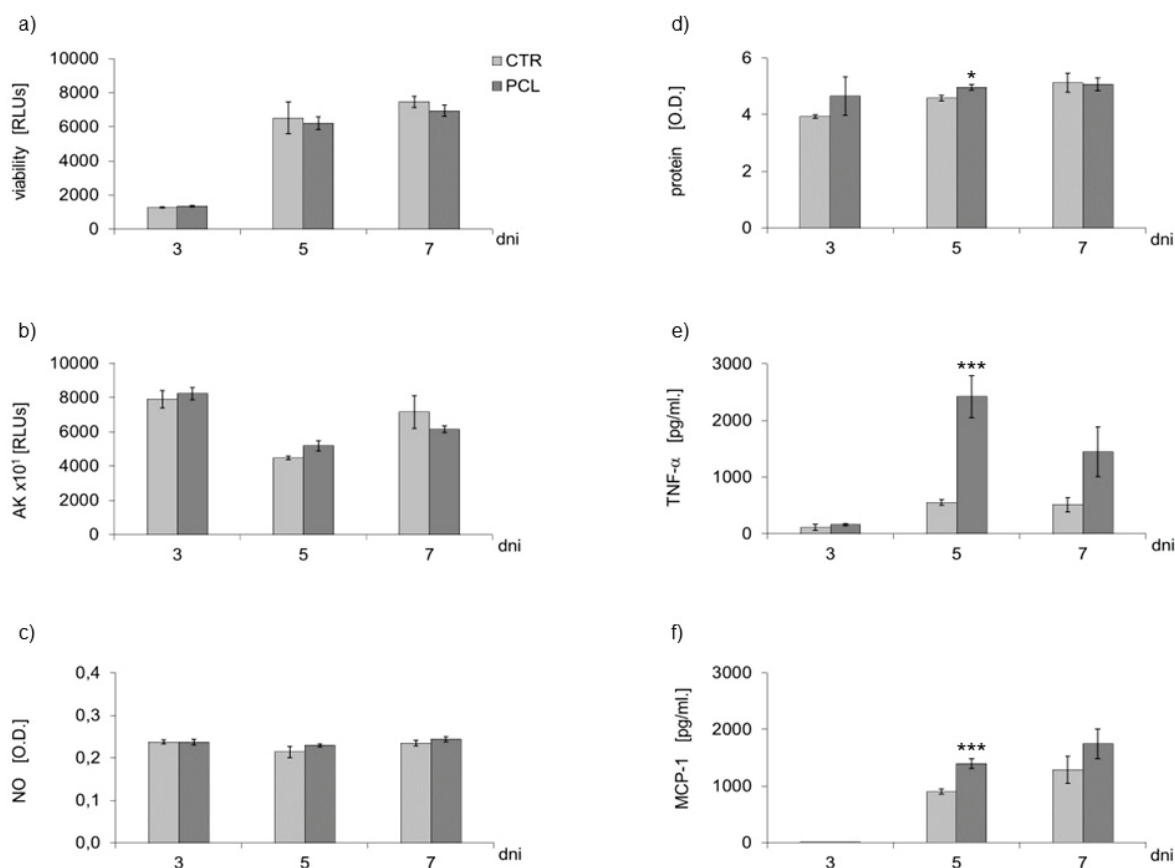 a)
viability [RLUs]
10000
8000
6000
4000
2000
0
CTR
PCL
3 5 7 dni
b)
AK x10¹ [RLUs]
10000
8000
6000
4000
2000
0
3 5 7 dni
c)
NO [O.D.]
0,4
0,3
0,2
0,1
0,0
3 5 7 dni
d)
protein [O.D.]
6
4
2
0
*
3 5 7 dni
e)
TNF-α [pg/ml.]
3000
2000
1000
0
***
3 5 7 dni
f)
MCP-1 [pg/ml.]
3000
2000
1000
0
***
3 5 7 dni